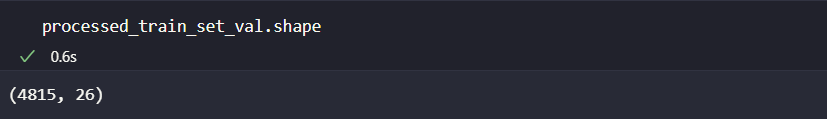 processed_train_set_val.shape
0.6s
(4815, 26)